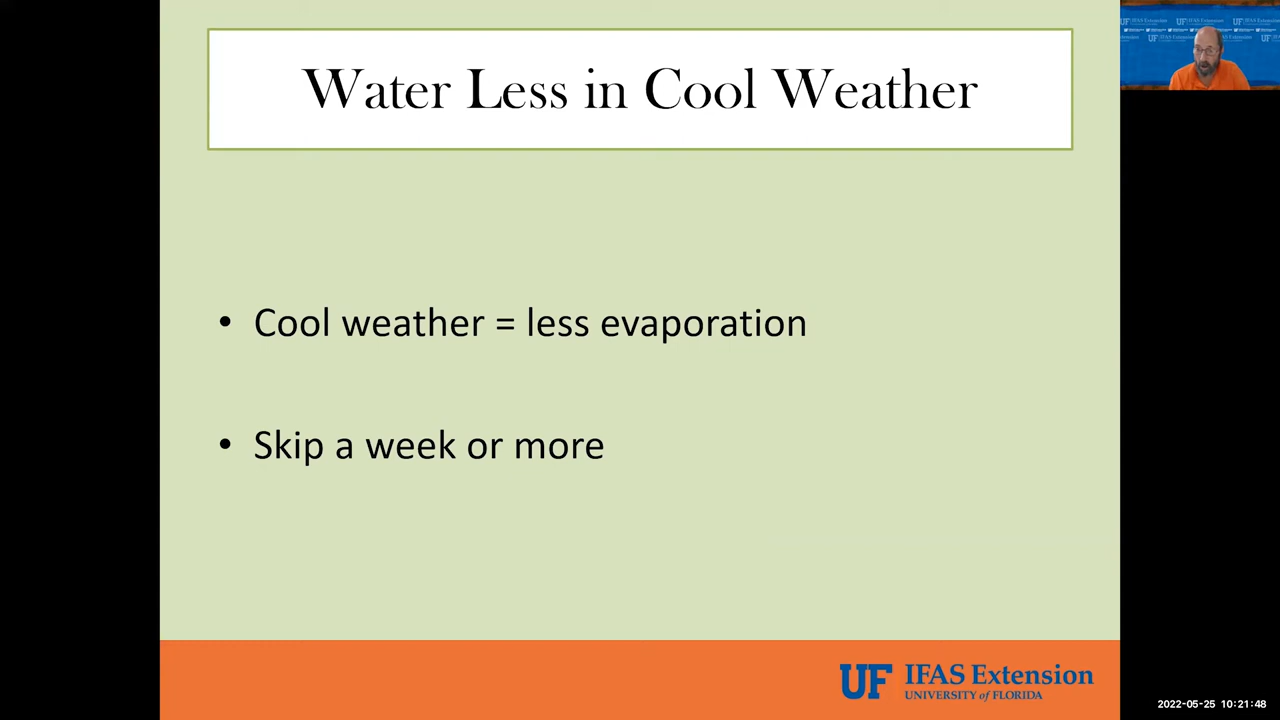 Water Less in Cool Weather
• Cool weather = less evaporation
• Skip a week or more
UF IFAS Extension
UNIVERSITY of FLORIDA
2022-05-25 10:21:48